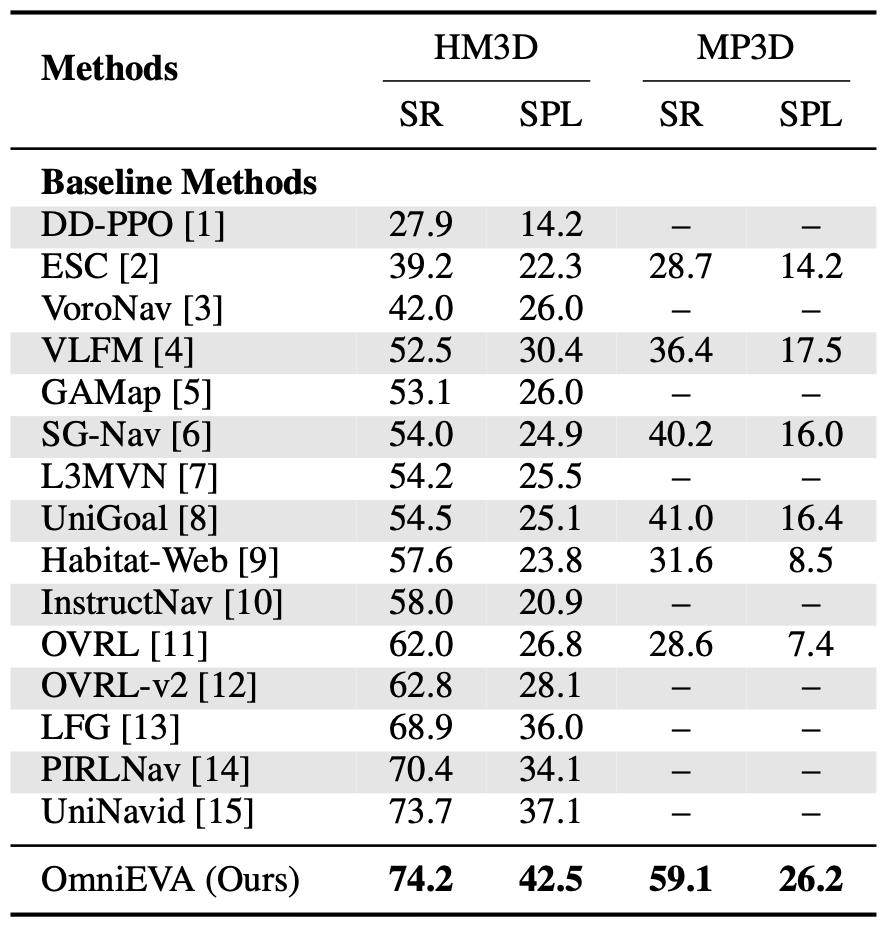 Methods HM3D MP3D
SR SPL SR SPL
Baseline Methods
DD-PPO [1] 27.9 14.2 – –
ESC [2] 39.2 22.3 28.7 14.2
VoroNav [3] 42.0 26.0 – –
VLFM [4] 52.5 30.4 36.4 17.5
GAMap [5] 53.1 26.0 – –
SG-Nav [6] 54.0 24.9 40.2 16.0
L3MVN [7] 54.2 25.5 – –
UniGoal [8] 54.5 25.1 41.0 16.4
Habitat-Web [9] 57.6 23.8 31.6 8.5
InstructNav [10] 58.0 20.9 – –
OVRL [11] 62.0 26.8 28.6 7.4
OVRL-v2 [12] 62.8 28.1 – –
LFG [13] 68.9 36.0 – –
PIRLNav [14] 70.4 34.1 – –
UniNavid [15] 73.7 37.1 – –
OmniEVA (Ours) 74.2 42.5 59.1 26.2